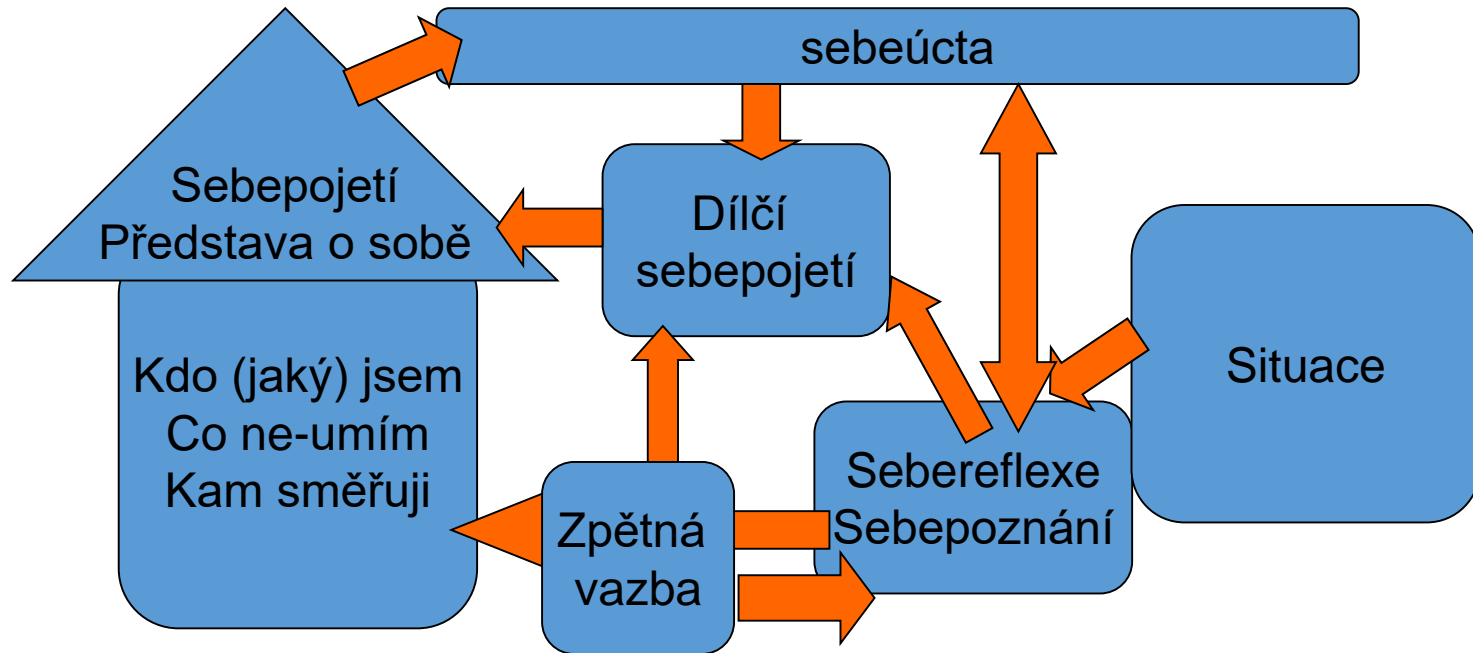 sebeúcta
Sebepojetí
Představa o sobě
Dílčí
sebepojetí
Situace
Kdo (jaký) jsem
Co ne-umím
Kam směřuji
Sebereflexe
Sebepoznání
Zpětná
vazba